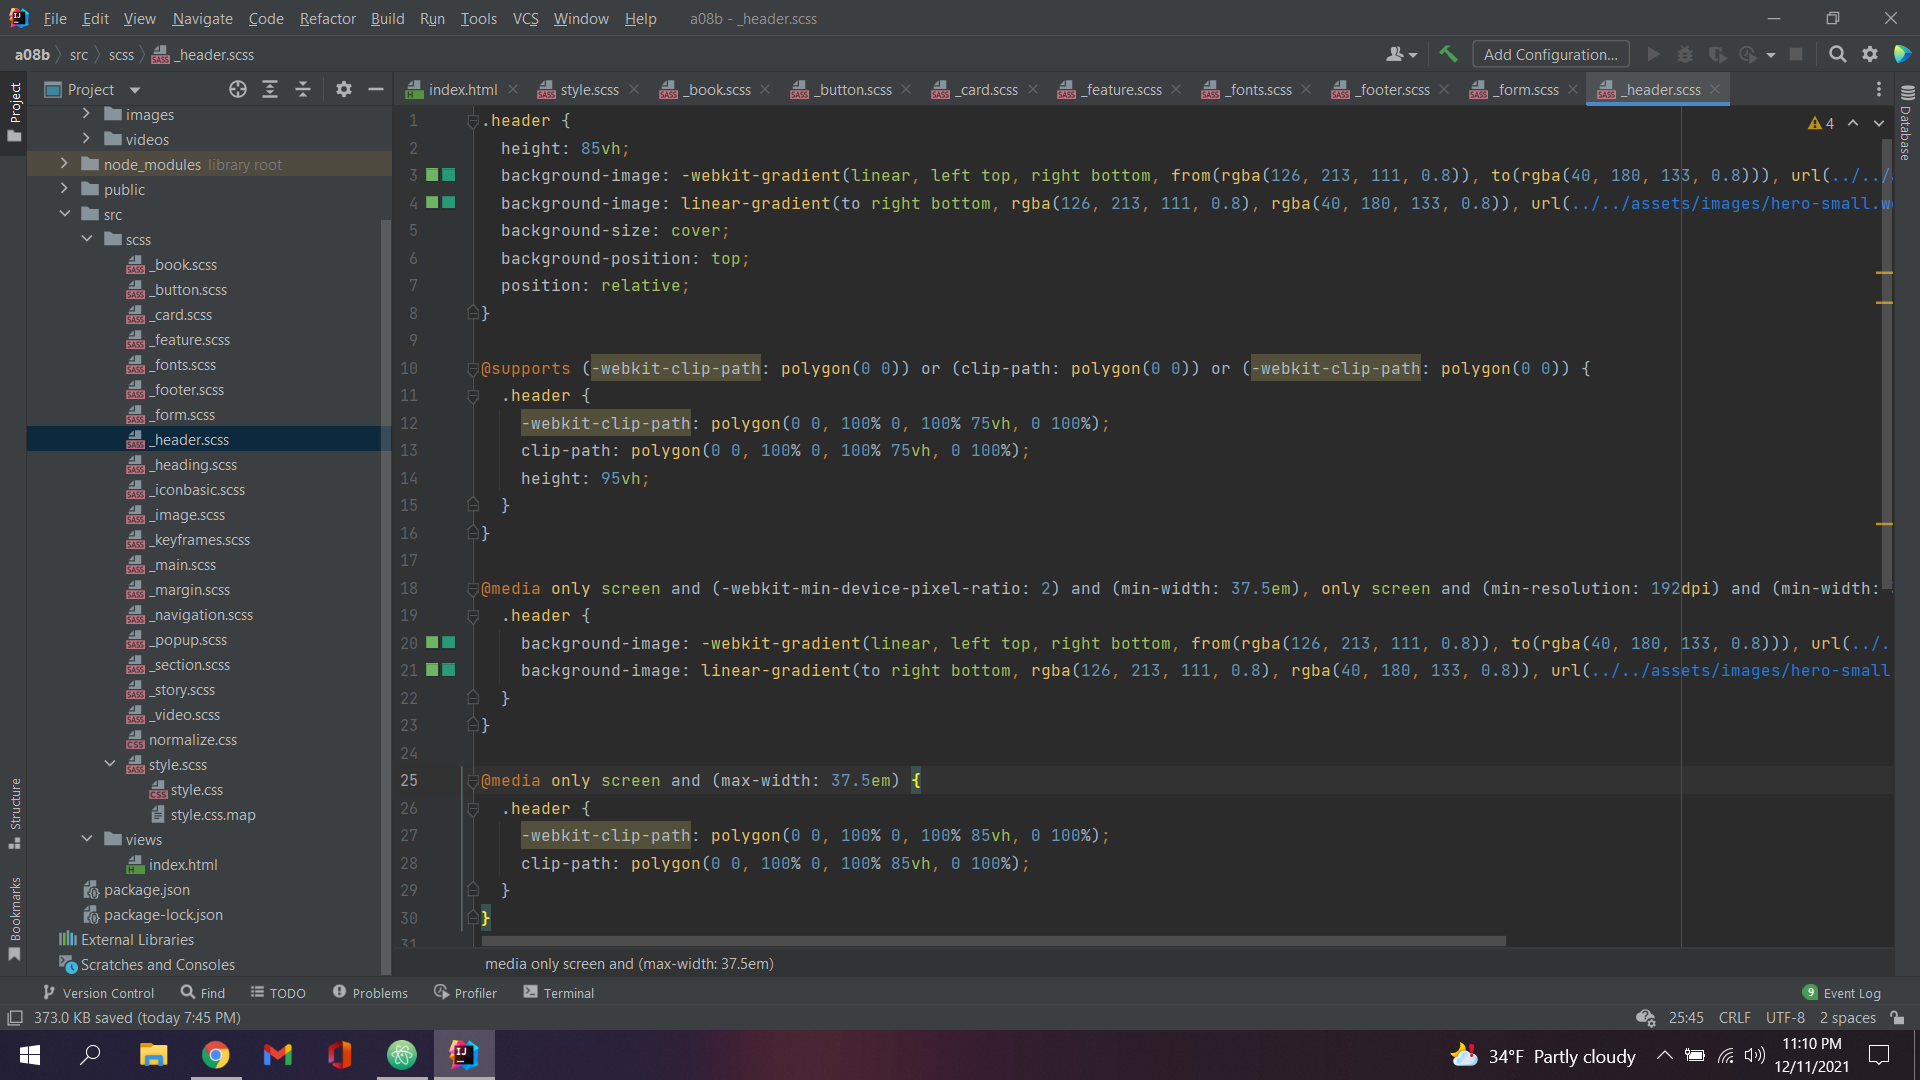 File Edit View Navigate Code Refactor Build Run Tools VCS Window Help a08b - _header.scss
a08b src scss _header.scss Add Configuration...
Project index.html style.scss _book.scss _button.scss _card.scss _feature.scss _fonts.scss _footer.scss _form.scss _header.scss
Project
Structure
Bookmarks
Database
images
videos
node_modules library root
public
src
scss
_book.scss
_button.scss
_card.scss
_feature.scss
_fonts.scss
_footer.scss
_form.scss
_header.scss
_heading.scss
_iconbasic.scss
_image.scss
_keyframes.scss
_main.scss
_margin.scss
_navigation.scss
_popup.scss
_section.scss
_story.scss
_video.scss
normalize.css
style.scss
style.css
style.css.map
views
index.html
package.json
package-lock.json
External Libraries
Scratches and Consoles
4
1 .header {
2 height: 85vh;
3 background-image: -webkit-gradient(linear, left top, right bottom, from(rgba(126, 213, 111, 0.8)), to(rgba(40, 180, 133, 0.8))), url(../../
4 background-image: linear-gradient(to right bottom, rgba(126, 213, 111, 0.8), rgba(40, 180, 133, 0.8)), url(../../assets/images/hero-small.w
5 background-size: cover;
6 background-position: top;
7 position: relative;
8 }
9
10 @supports (-webkit-clip-path: polygon(0 0)) or (clip-path: polygon(0 0)) or (-webkit-clip-path: polygon(0 0)) {
11 .header {
12 -webkit-clip-path: polygon(0 0, 100% 0, 100% 75vh, 0 100%);
13 clip-path: polygon(0 0, 100% 0, 100% 75vh, 0 100%);
14 height: 95vh;
15 }
16 }
17
18 @media only screen and (-webkit-min-device-pixel-ratio: 2) and (min-width: 37.5em), only screen and (min-resolution: 192dpi) and (min-width:
19 .header {
20 background-image: -webkit-gradient(linear, left top, right bottom, from(rgba(126, 213, 111, 0.8)), to(rgba(40, 180, 133, 0.8))), url(../.
21 background-image: linear-gradient(to right bottom, rgba(126, 213, 111, 0.8), rgba(40, 180, 133, 0.8)), url(../../assets/images/hero-small
22 }
23 }
24
25 @media only screen and (max-width: 37.5em) {
26 .header {
27 -webkit-clip-path: polygon(0 0, 100% 0, 100% 85vh, 0 100%);
28 clip-path: polygon(0 0, 100% 0, 100% 85vh, 0 100%);
29 }
30 }
31
media only screen and (max-width: 37.5em)
Version Control Find TODO Problems Profiler Terminal 9 Event Log
373.0 KB saved (today 7:45 PM) 25:45 CRLF UTF-8 2 spaces
34°F Partly cloudy 11:10 PM
12/11/2021